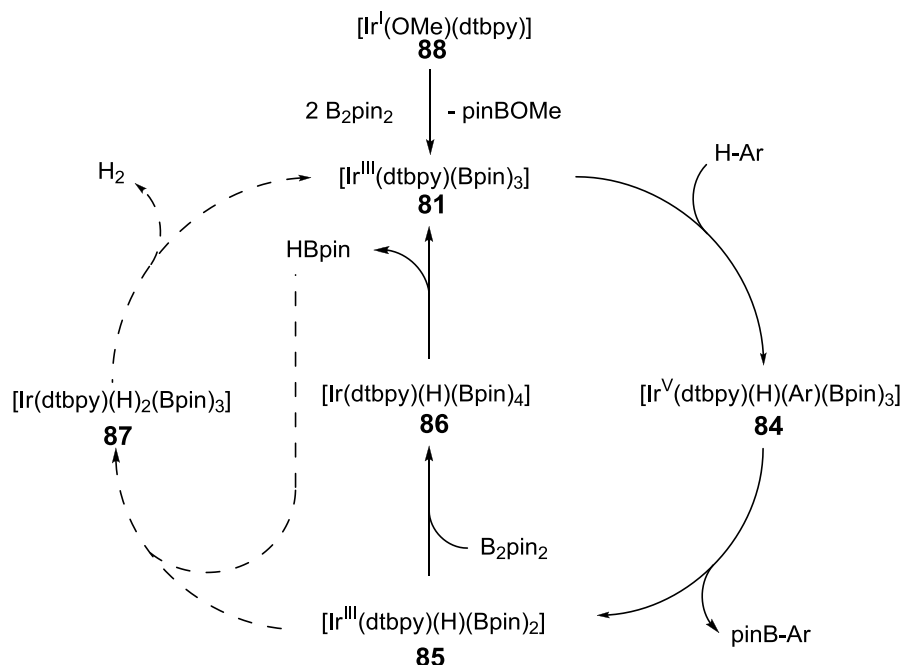 [Ir^I(OMe)(dtbpy)]
88
2 B₂pin₂ - pinBOMe
H₂
H-Ar
[Ir^III(dtbpy)(Bpin)₃]
81
HBpin
[Ir(dtbpy)(H)₂(Bpin)₃]
87
[Ir(dtbpy)(H)(Bpin)₄]
86
[Ir^V(dtbpy)(H)(Ar)(Bpin)₃]
84
B₂pin₂
[Ir^III(dtbpy)(H)(Bpin)₂]
85
pinB-Ar